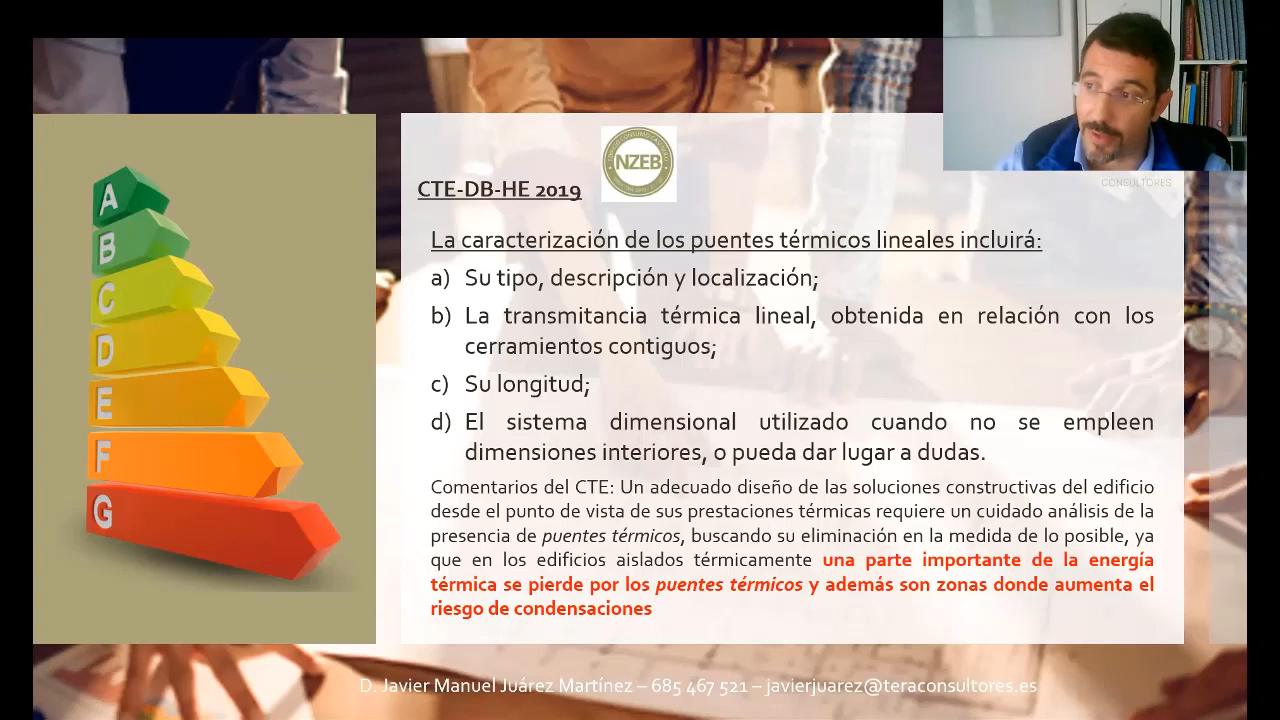 CONSULTORES
A
B
C
D
E
F
G
NZEB
CTE-DB-HE 2019
La caracterización de los puentes térmicos lineales incluirá:
a) Su tipo, descripción y localización;
b) La transmitancia térmica lineal, obtenida en relación con los
cerramientos contiguos;
c) Su longitud;
d) El sistema dimensional utilizado cuando no se empleen
dimensiones interiores, o pueda dar lugar a dudas.
Comentarios del CTE: Un adecuado diseño de las soluciones constructivas del edificio
desde el punto de vista de sus prestaciones térmicas requiere un cuidado análisis de la
presencia de puentes térmicos, buscando su eliminación en la medida de lo posible, ya
que en los edificios aislados térmicamente una parte importante de la energía
térmica se pierde por los puentes térmicos y además son zonas donde aumenta el
riesgo de condensaciones
D. Javier Manuel Juárez Martínez – 685 467 521 – javierjuarez@teraconsultores.es